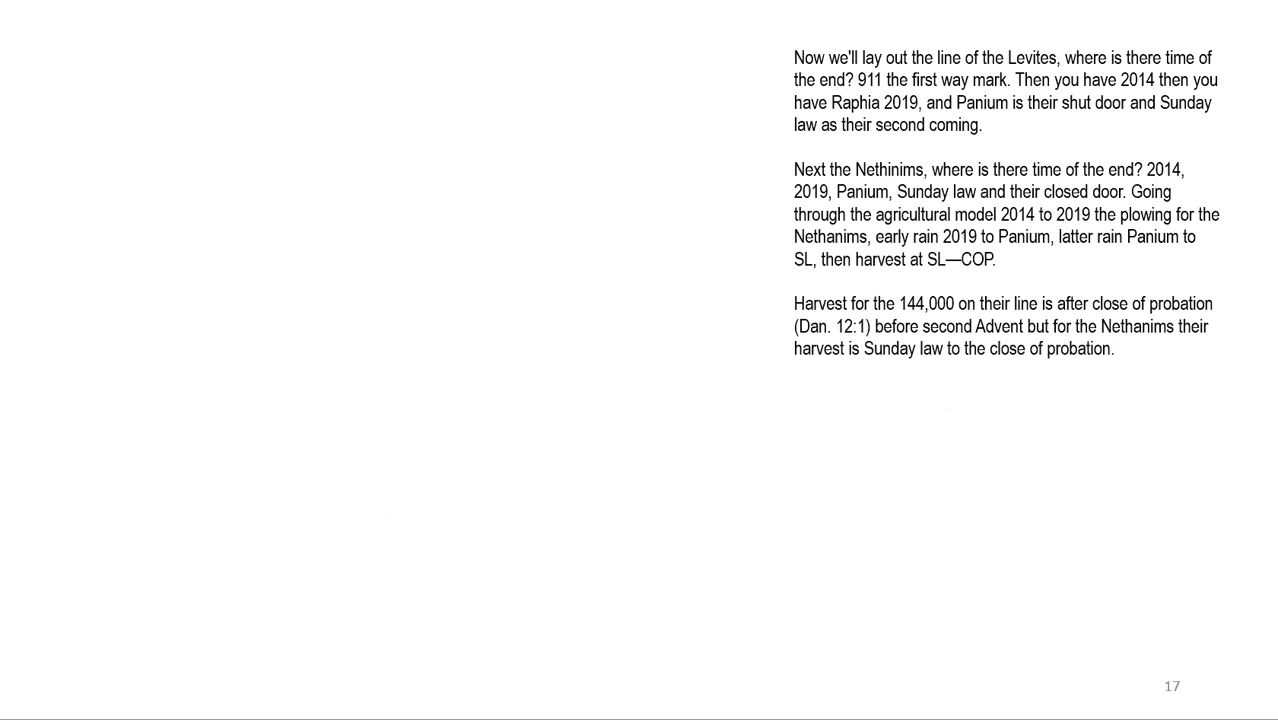 Now we'll lay out the line of the Levites, where is there time of
the end? 911 the first way mark. Then you have 2014 then you
have Raphia 2019, and Panium is their shut door and Sunday
law as their second coming.
Next the Nethinims, where is there time of the end? 2014,
2019, Panium, Sunday law and their closed door. Going
through the agricultural model 2014 to 2019 the plowing for the
Nethanims, early rain 2019 to Panium, latter rain Panium to
SL, then harvest at SL—COP.
Harvest for the 144,000 on their line is after close of probation
(Dan. 12:1) before second Advent but for the Nethanims their
harvest is Sunday law to the close of probation.
17